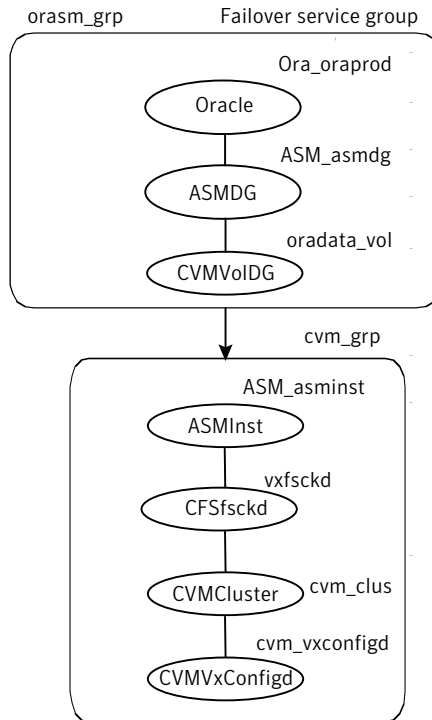 orasm_grp Failover service group
Ora_oraprod
Oracle
ASM_asmdg
ASMDG
oradata_vol
CVMVolDG
cvm_grp
ASM_asminst
ASMInst
vxfsckd
CFSfsckd
CVMCluster cvm_clus
cvm_vxconfigd
CVMVxConfigd